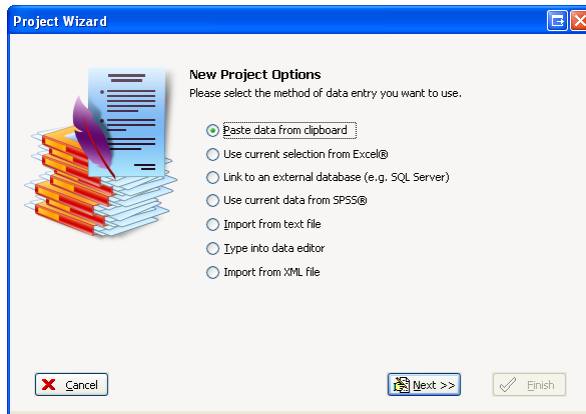 Project Wizard
New Project Options
Please select the method of data entry you want to use.
Paste data from clipboard
Use current selection from Excel®
Link to an external database (e.g. SQL Server)
Use current data from SPSS®
Import from text file
Type into data editor
Import from XML file
Cancel
Next >>
Finish